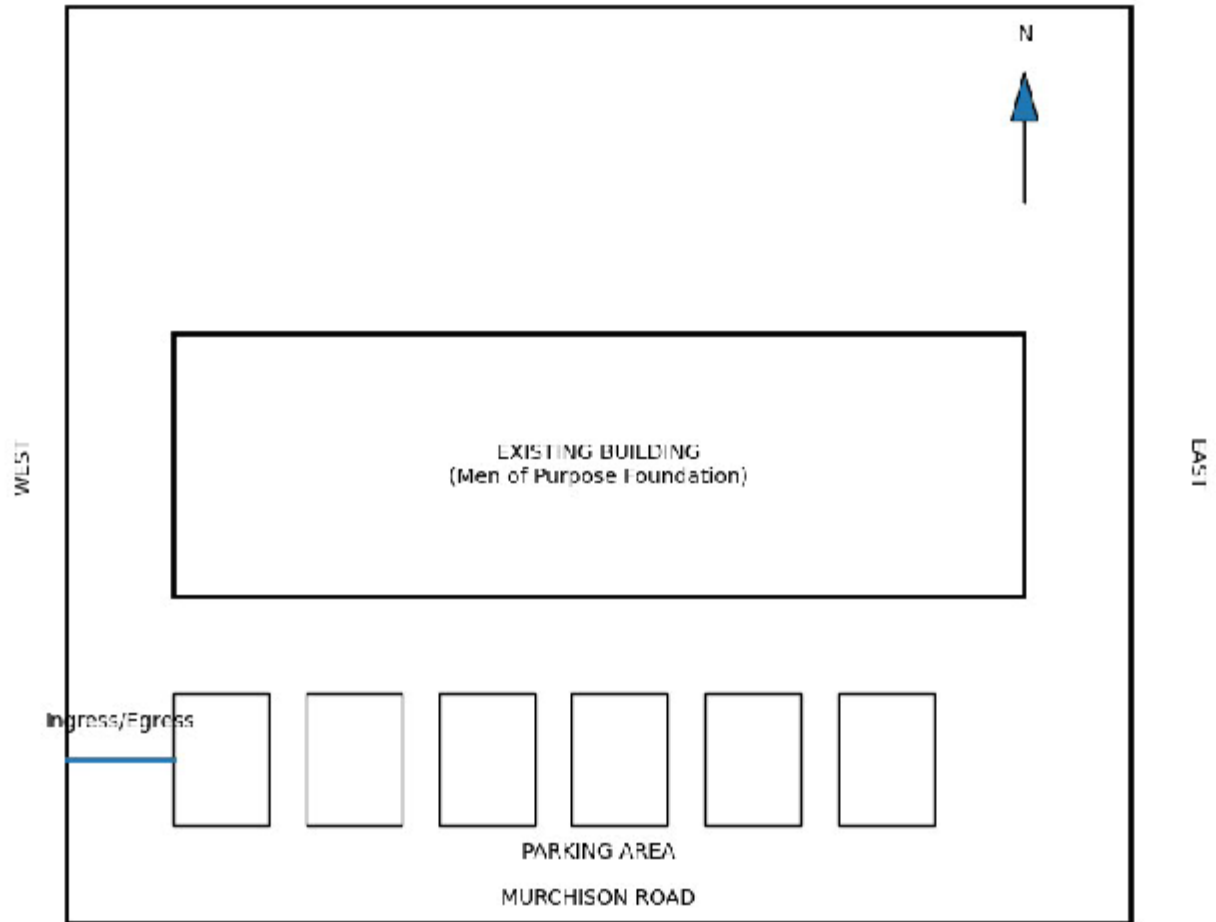 N
WEST
EXISTING BUILDING
(Men of Purpose Foundation)
EAST
Ingress/Egress
PARKING AREA
MURCHISON ROAD